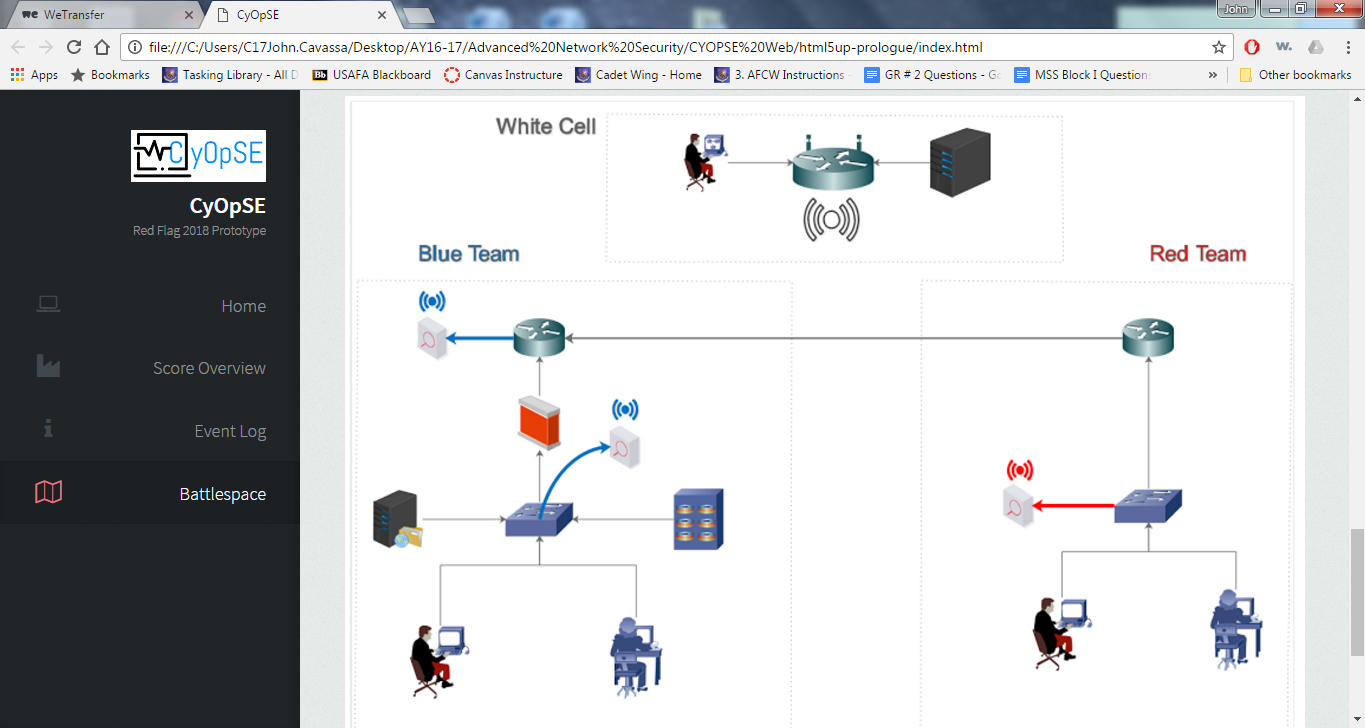 John
WeTransfer
CyOpSE
file:///C:/Users/C17John.Cavassa/Desktop/AY16-17/Advanced%20Network%20Security/CYOPSE%20Web/html5up-prologue/index.html
W.
Apps
Bookmarks
Tasking Library - All D
Bb USAFA Blackboard
Canvas Instructure
Cadet Wing - Home
3. AFCW Instructions
GR # 2 Questions - Go
MSS Block I Questions
»
Other bookmarks
CyOpSE
CyOpSE
Red Flag 2018 Prototype
Home
Score Overview
Event Log
Battlespace
White Cell
Blue Team
Red Team